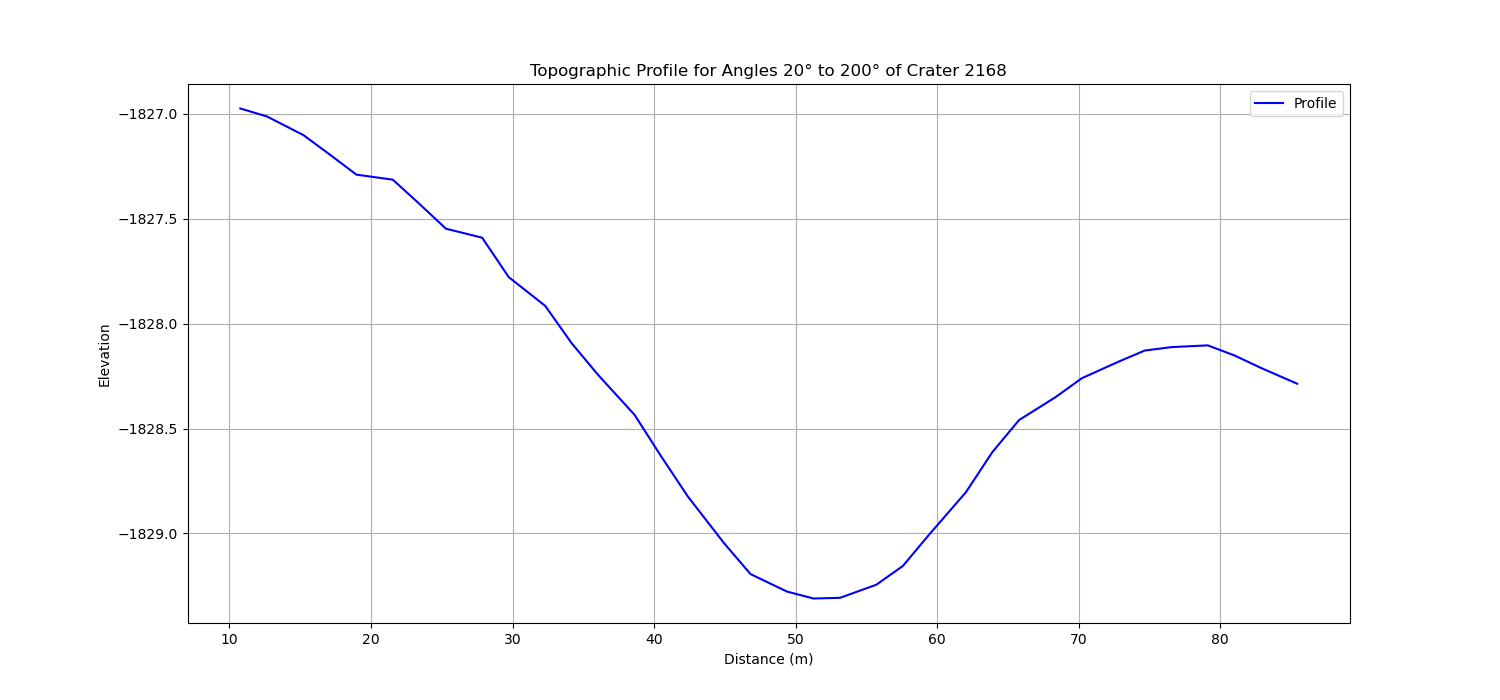 Topographic Profile for Angles 20° to 200° of Crater 2168
Profile
−1827.0
−1827.5
−1828.0
−1828.5
−1829.0
Elevation
10 20 30 40 50 60 70 80
Distance (m)